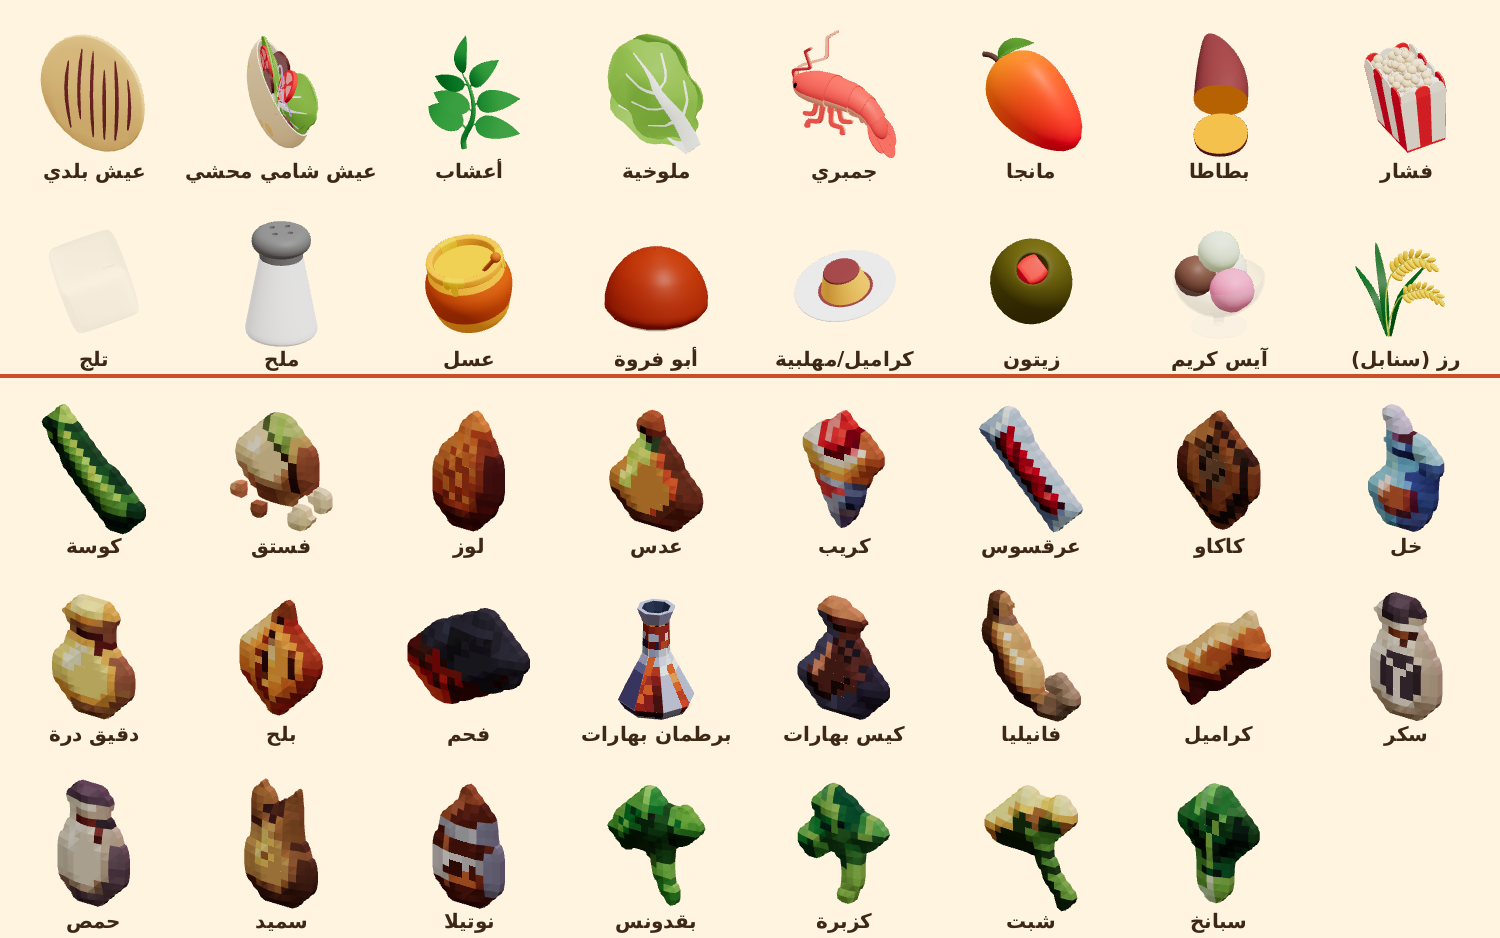 عيش بلدي
عيش شامي محشي
أعشاب
ملوخية
جمبري
مانجا
بطاطا
فشار
تلج
ملح
عسل
أبو فروة
كراميل/مهلبية
زيتون
آيس كريم
رز (سنابل)
كوسة
فستق
لوز
عدس
كريب
عرقسوس
كاكاو
خل
دقيق درة
بلح
فحم
برطمان بهارات
كيس بهارات
فانيليا
كراميل
سكر
حمص
سميد
نوتيلا
بقدونس
كزبرة
شبت
سبانخ